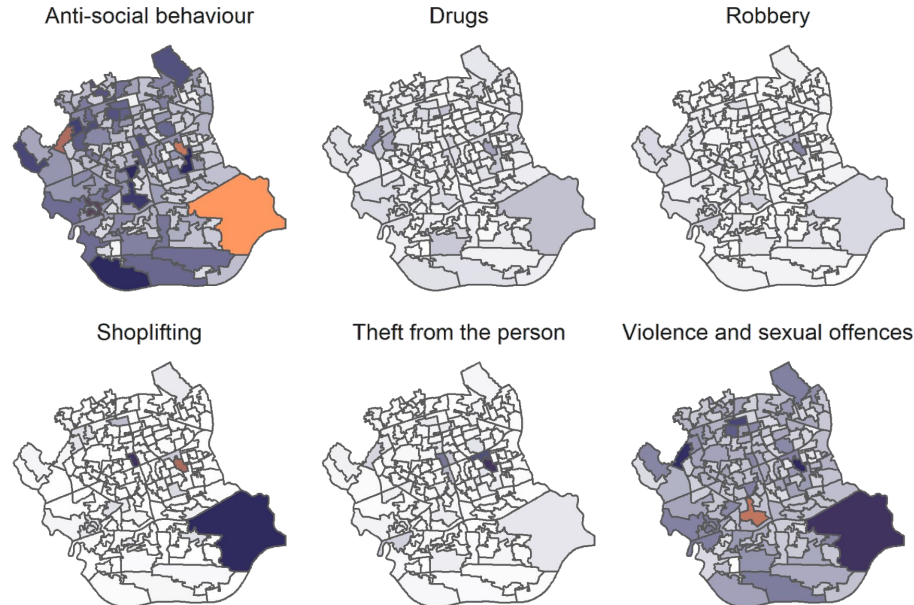 Anti-social behaviour
Drugs
Robbery
Shoplifting
Theft from the person
Violence and sexual offences